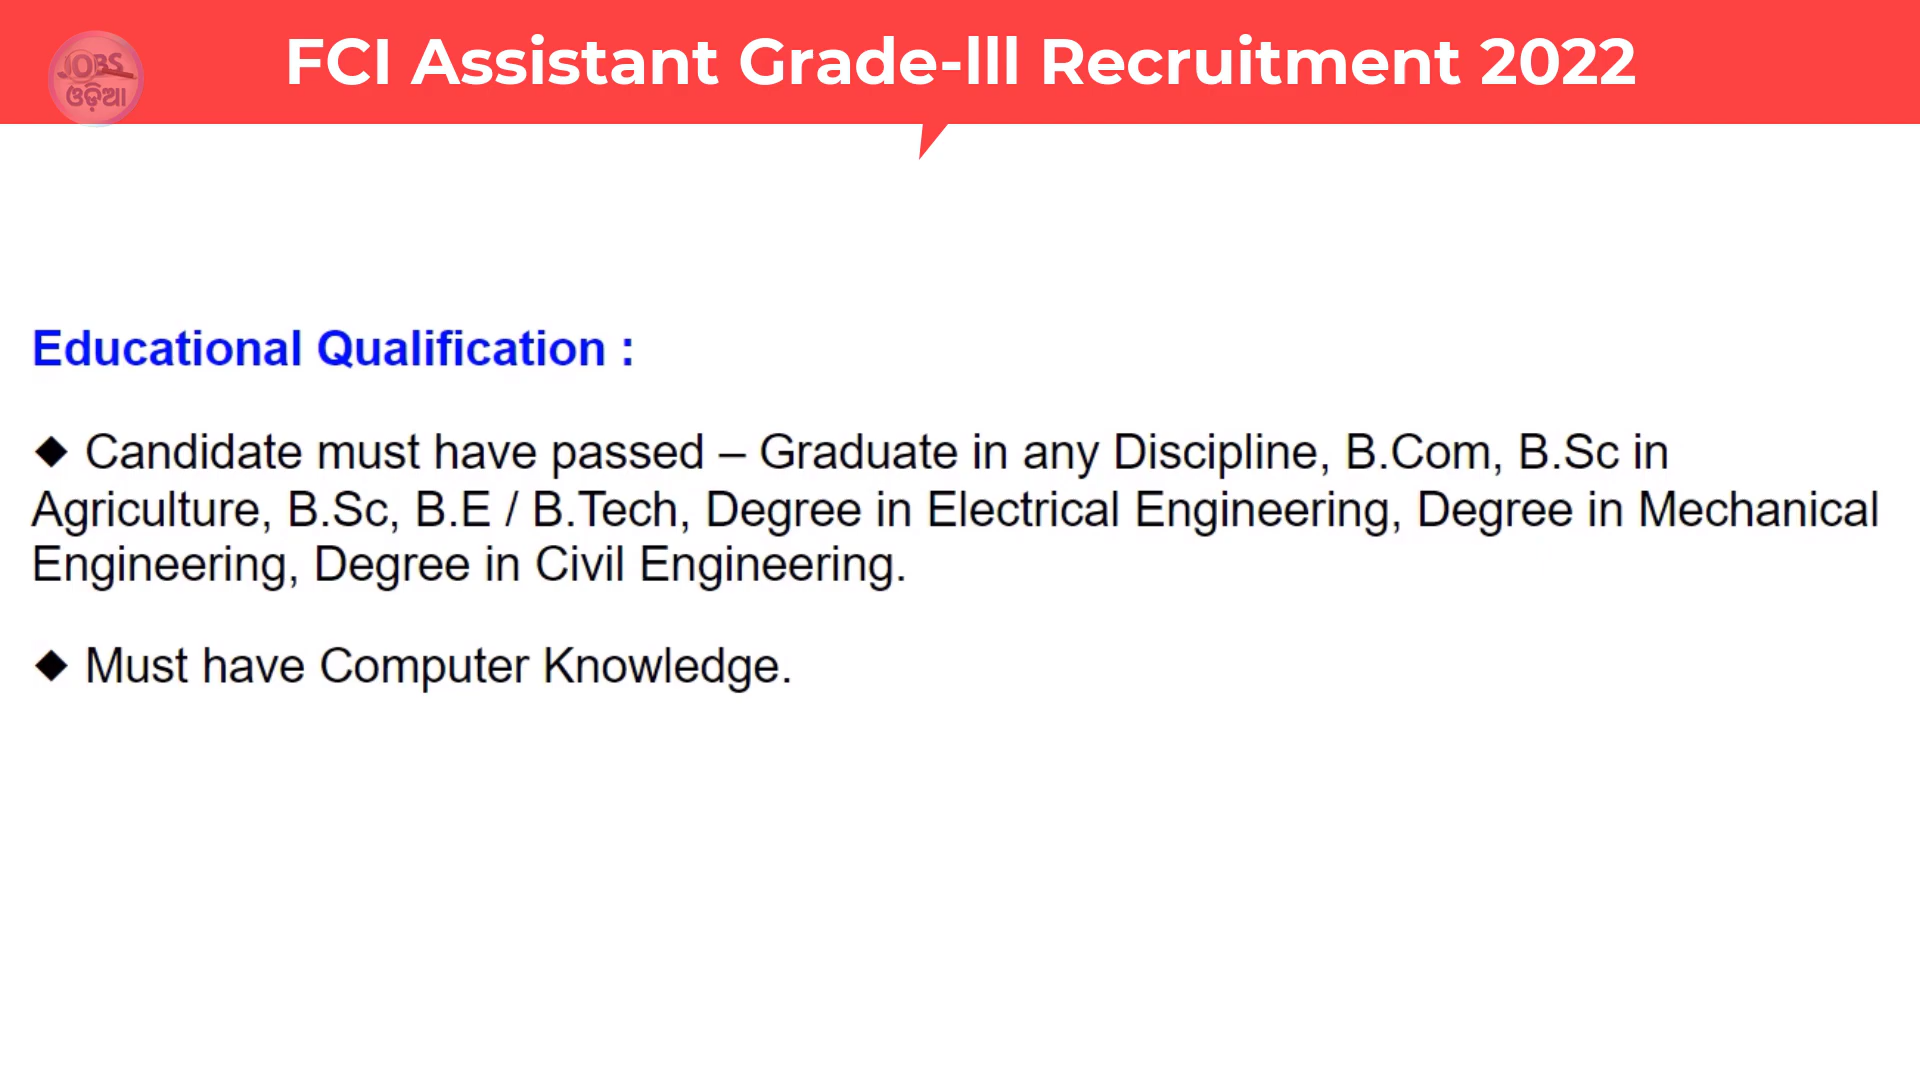 JOBS
ଓଡ଼ିଆ
FCI Assistant Grade-lll Recruitment 2022
Educational Qualification :
◆ Candidate must have passed – Graduate in any Discipline, B.Com, B.Sc in
Agriculture, B.Sc, B.E / B.Tech, Degree in Electrical Engineering, Degree in Mechanical
Engineering, Degree in Civil Engineering.
◆ Must have Computer Knowledge.